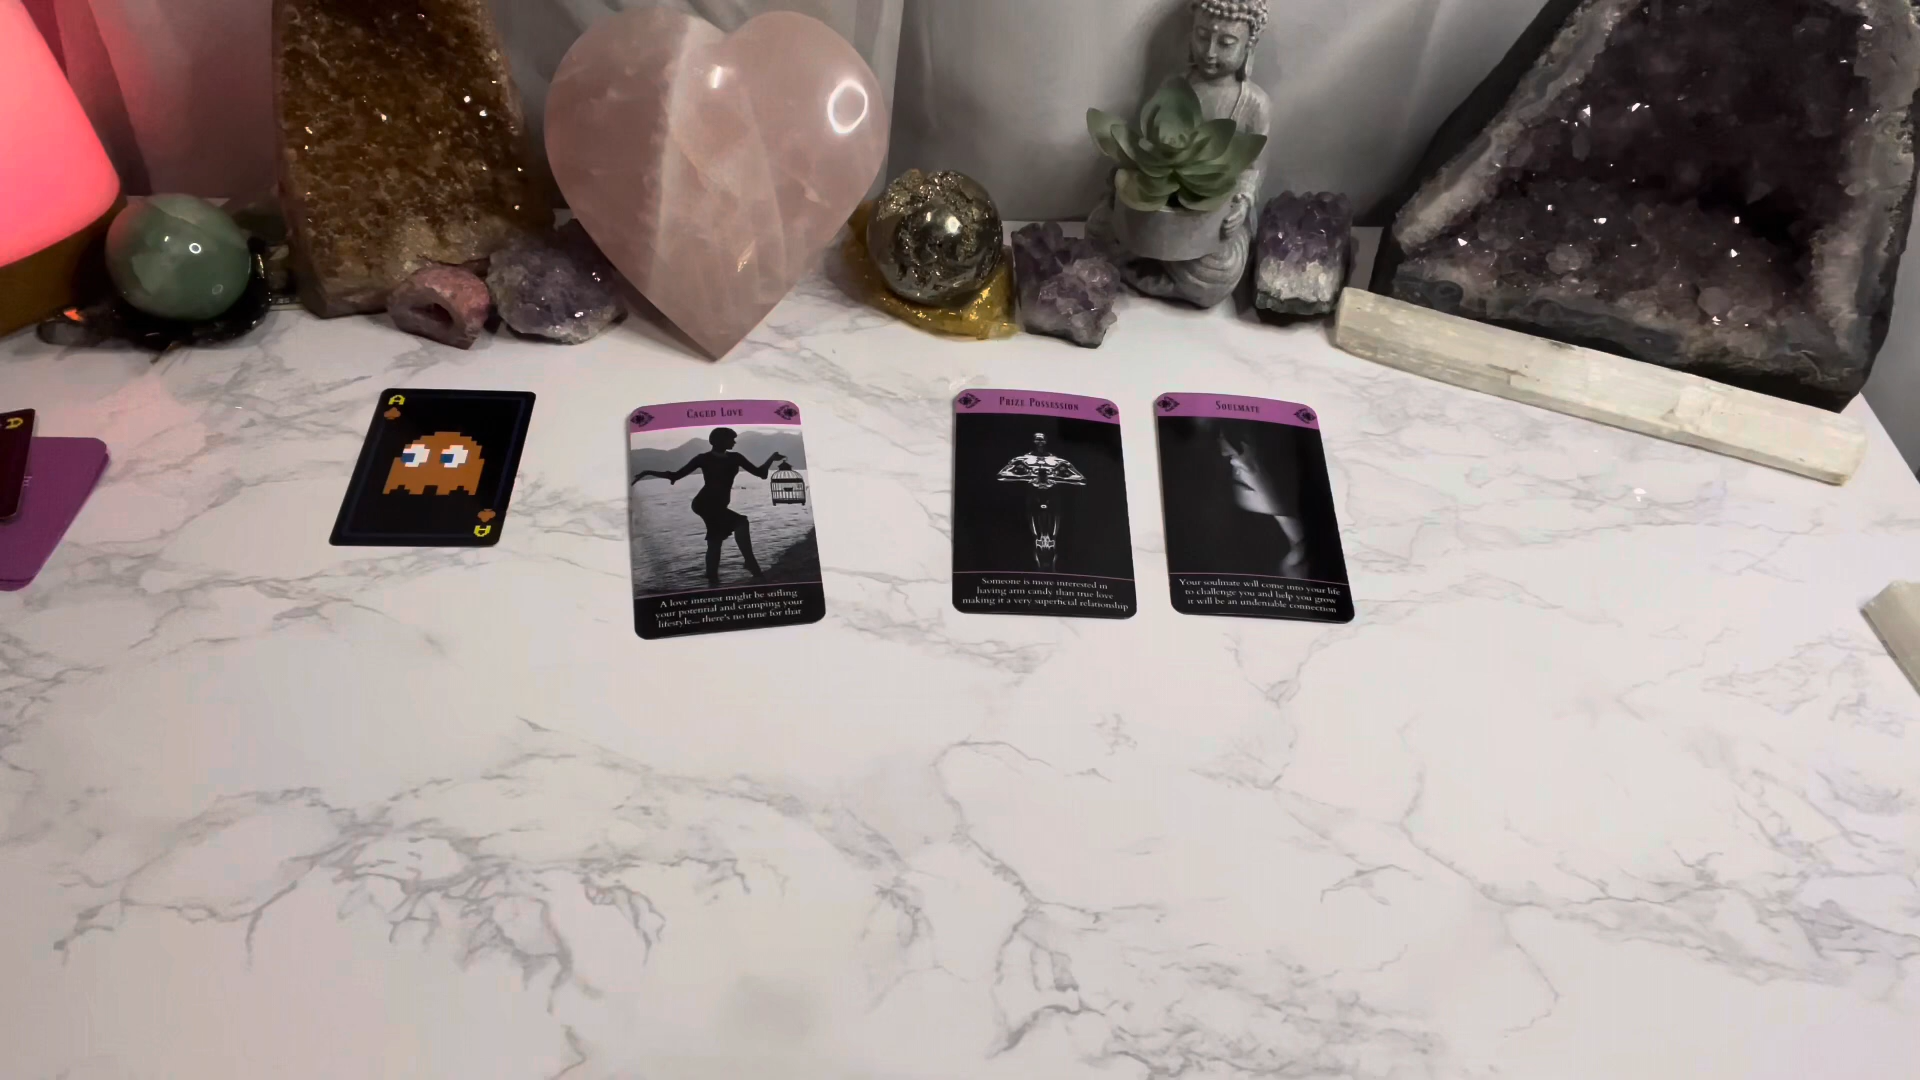 A
A
A
Caged Love
A love interest might be stifling
your potential and cramping your
lifestyle... there's no time for that
Prize Possession
Someone is more interested in
having arm candy than true love
making it a very superficial relationship
Soulmate
Your soulmate will come into your life
to challenge you and help you grow
it will be an undeniable connection